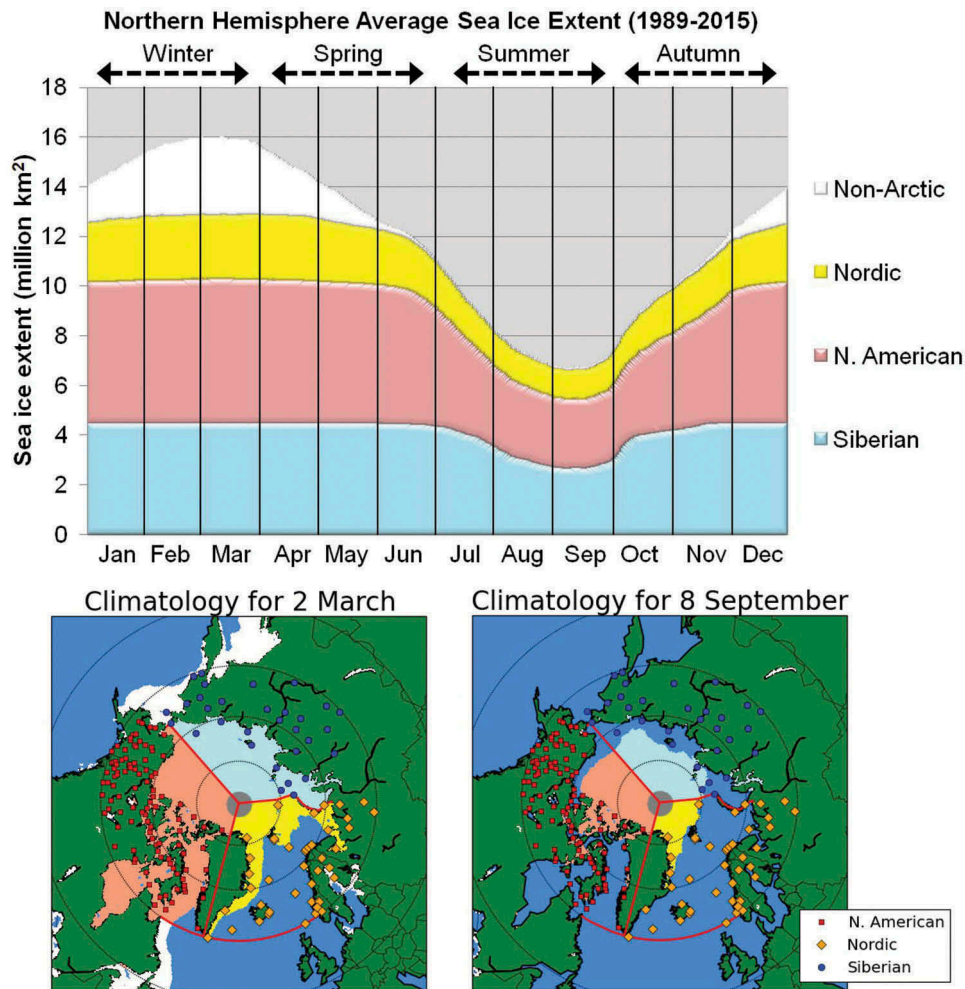 Northern Hemisphere Average Sea Ice Extent (1989-2015)
Winter Spring Summer Autumn
Sea ice extent (million km²)
18
16
14
12
10
8
6
4
2
0
Non-Arctic
Nordic
N. American
Siberian
Jan Feb Mar Apr May Jun Jul Aug Sep Oct Nov Dec
Climatology for 2 March
Climatology for 8 September
N. American
Nordic
Siberian